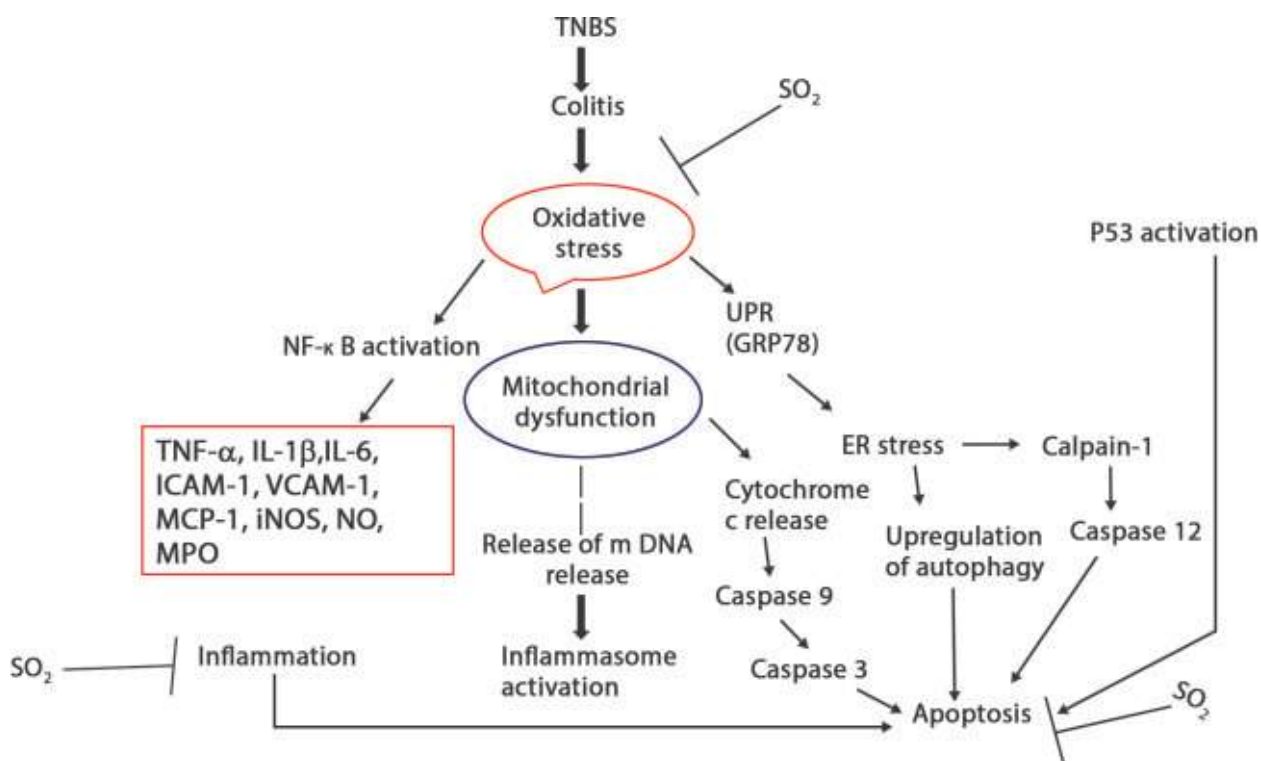 TNBS
Colitis
SO₂
Oxidative
stress
P53 activation
NF-κ B activation
UPR
(GRP78)
Mitochondrial
dysfunction
TNF-α, IL-1β,IL-6,
ICAM-1, VCAM-1,
MCP-1, iNOS, NO,
MPO
ER stress
Calpain-1
Cytochrome
c release
Release of m DNA
release
Upregulation
of autophagy
Caspase 12
Caspase 9
SO₂
Inflammation
Inflammasome
activation
Caspase 3
Apoptosis
SO₂